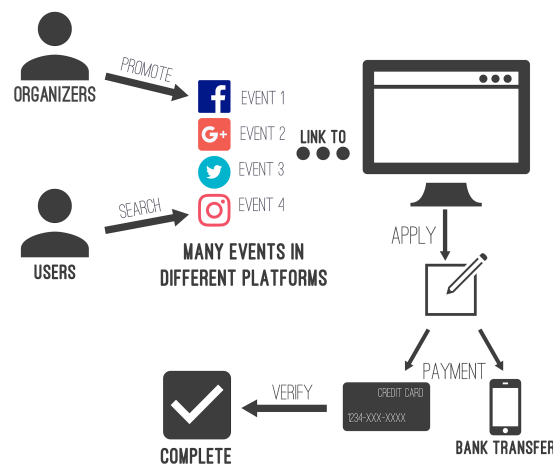 PROMOTE
ORGANIZERS
f EVENT 1
G+ EVENT 2
EVENT 3
EVENT 4
LINK TO
SEARCH
USERS
MANY EVENTS IN
DIFFERENT PLATFORMS
APPLY
PAYMENT
CREDIT CARD
1234-XXX-XXXX
VERIFY
BANK TRANSFER
COMPLETE